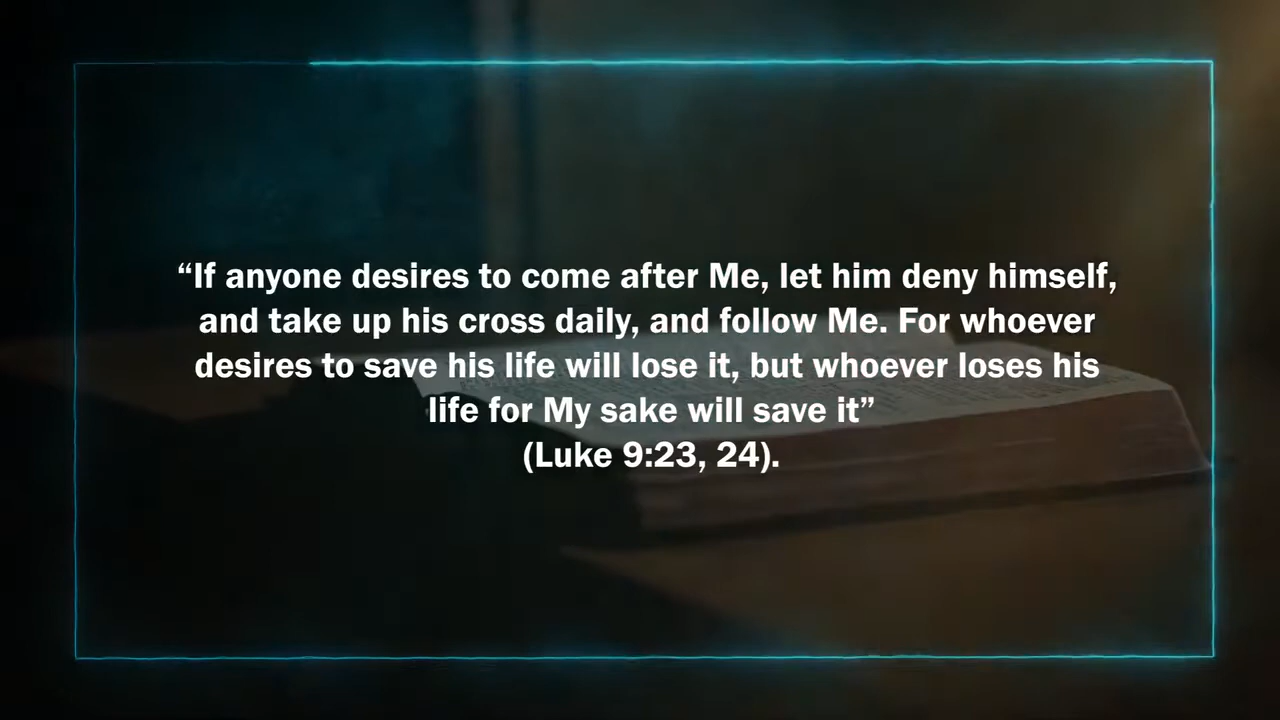 “If anyone desires to come after Me, let him deny himself,
and take up his cross daily, and follow Me. For whoever
desires to save his life will lose it, but whoever loses his
life for My sake will save it”
(Luke 9:23, 24).